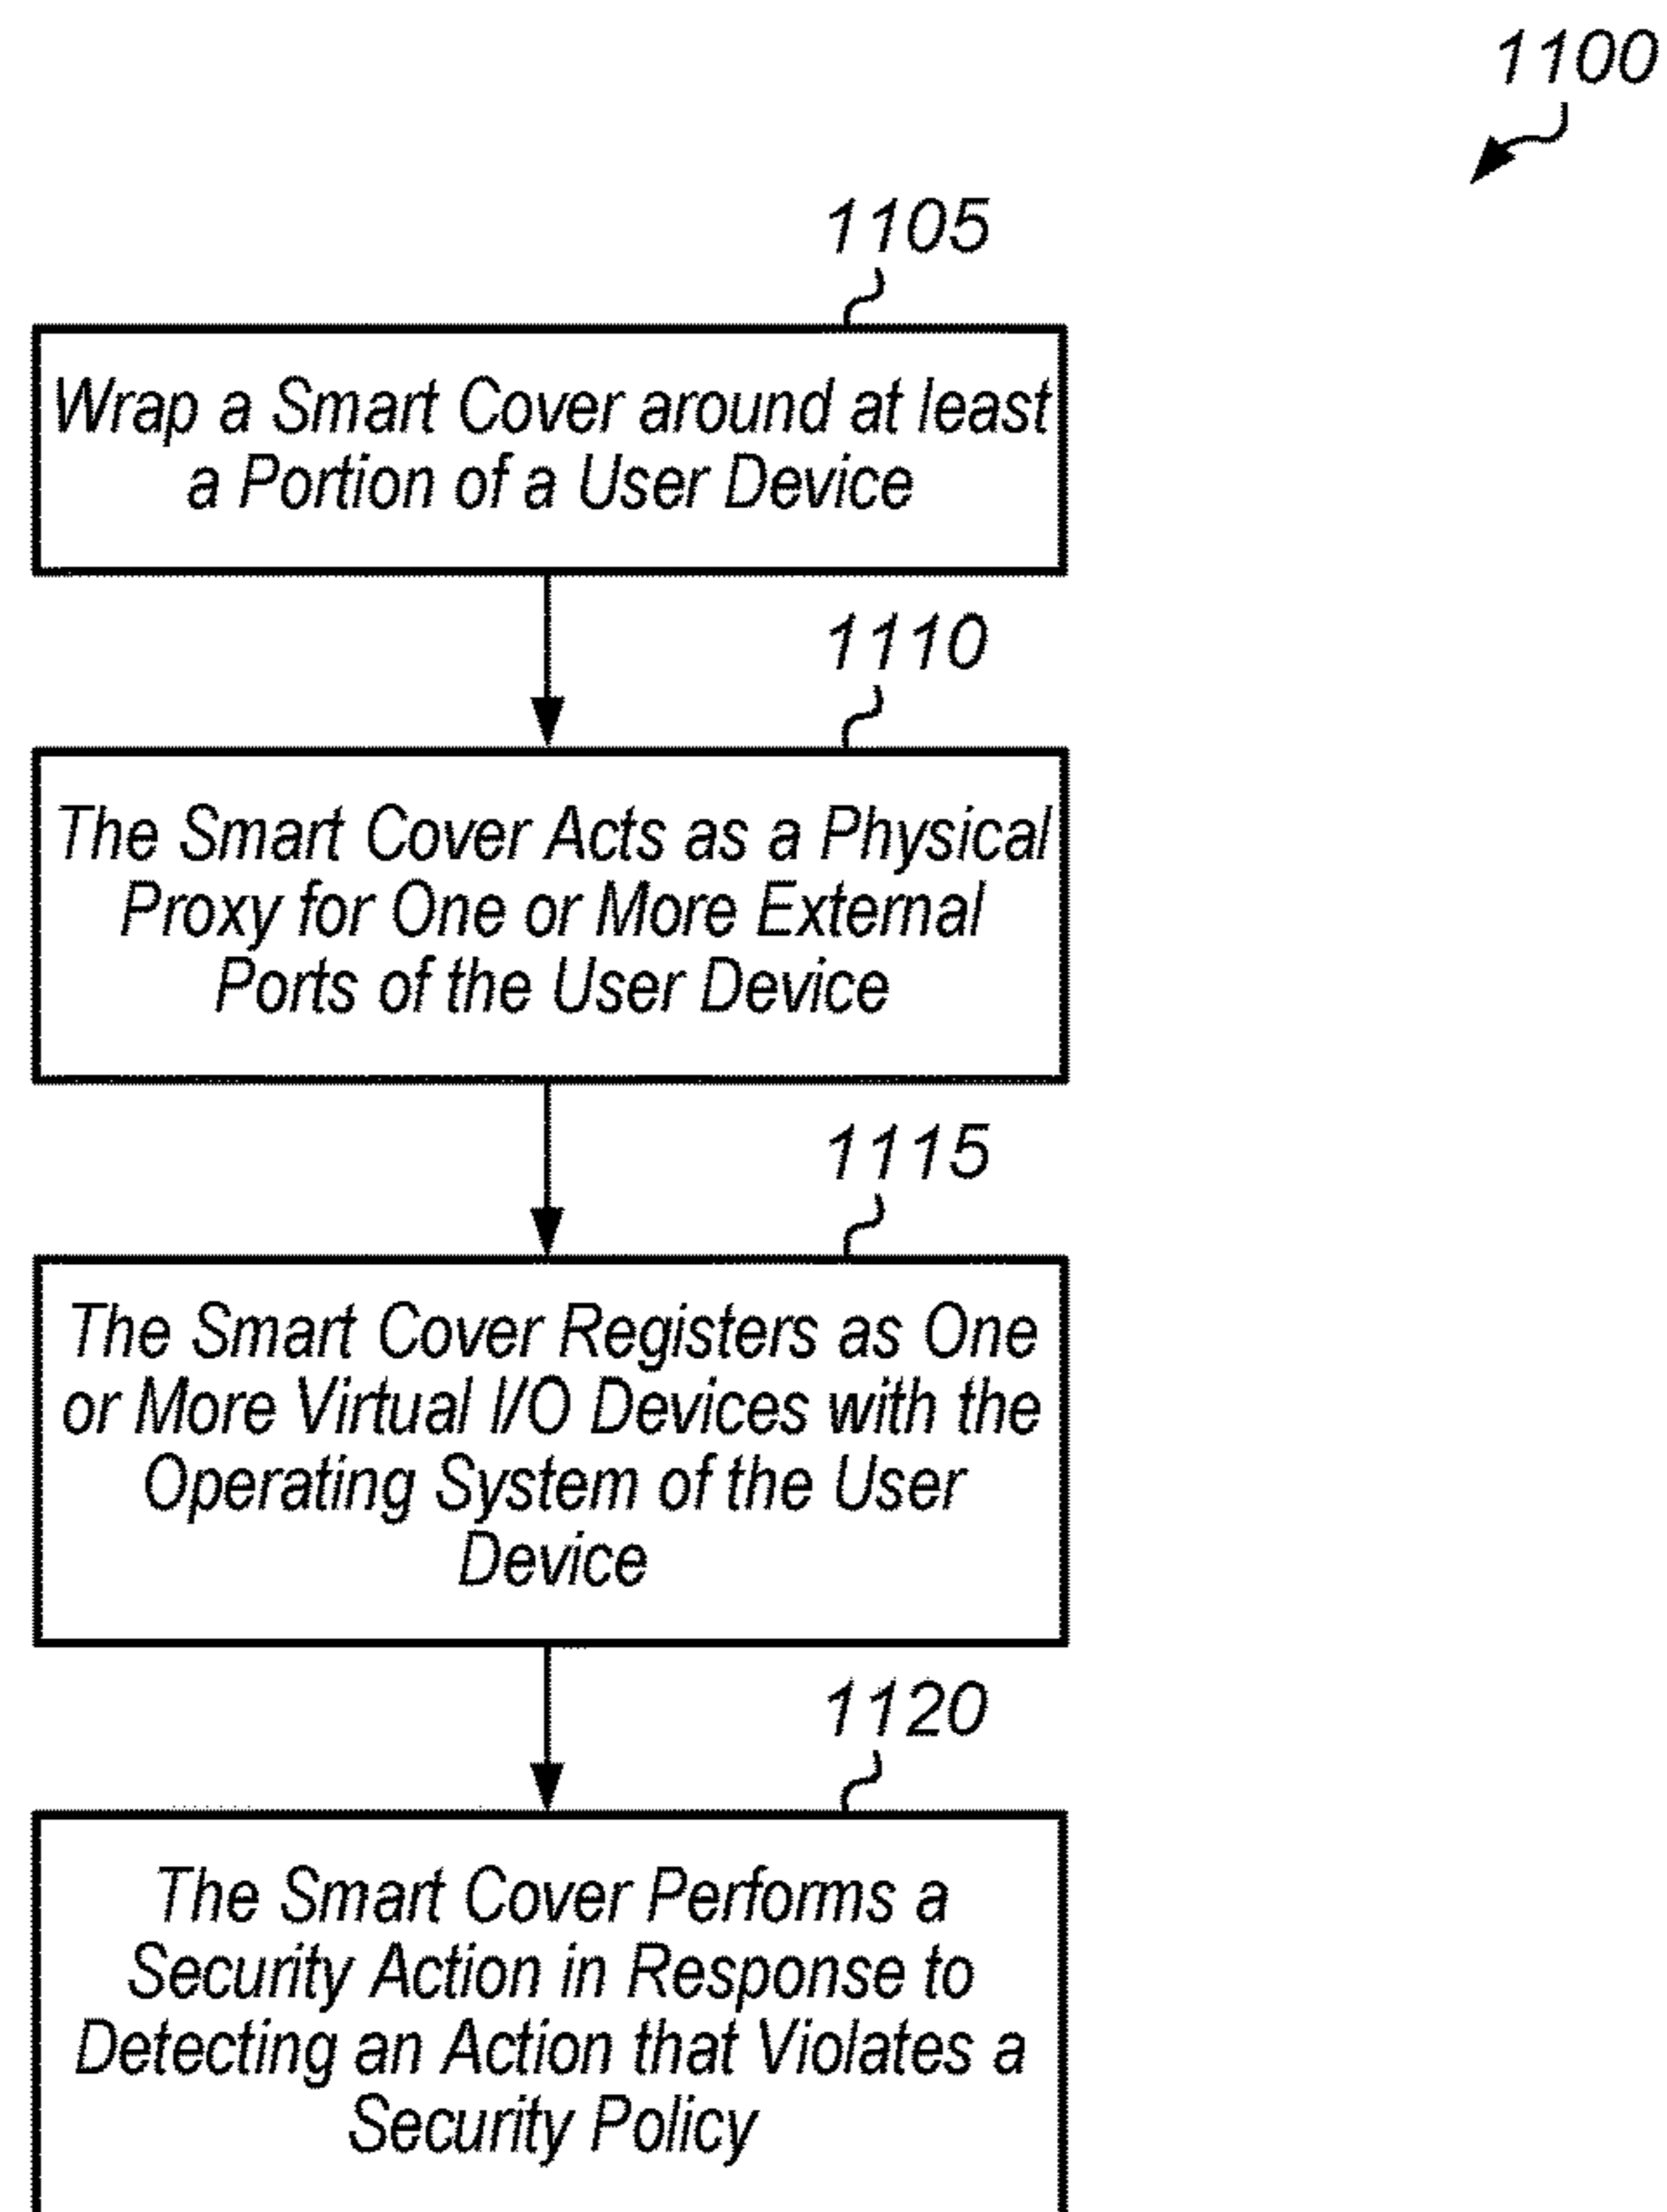 1100
1105
Wrap a Smart Cover around at least
a Portion of a User Device
1110
The Smart Cover Acts as a Physical
Proxy for One or More External
Ports of the User Device
1115
The Smart Cover Registers as One
or More Virtual I/O Devices with the
Operating System of the User
Device
1120
The Smart Cover Performs a
Security Action in Response to
Detecting an Action that Violates a
Security Policy